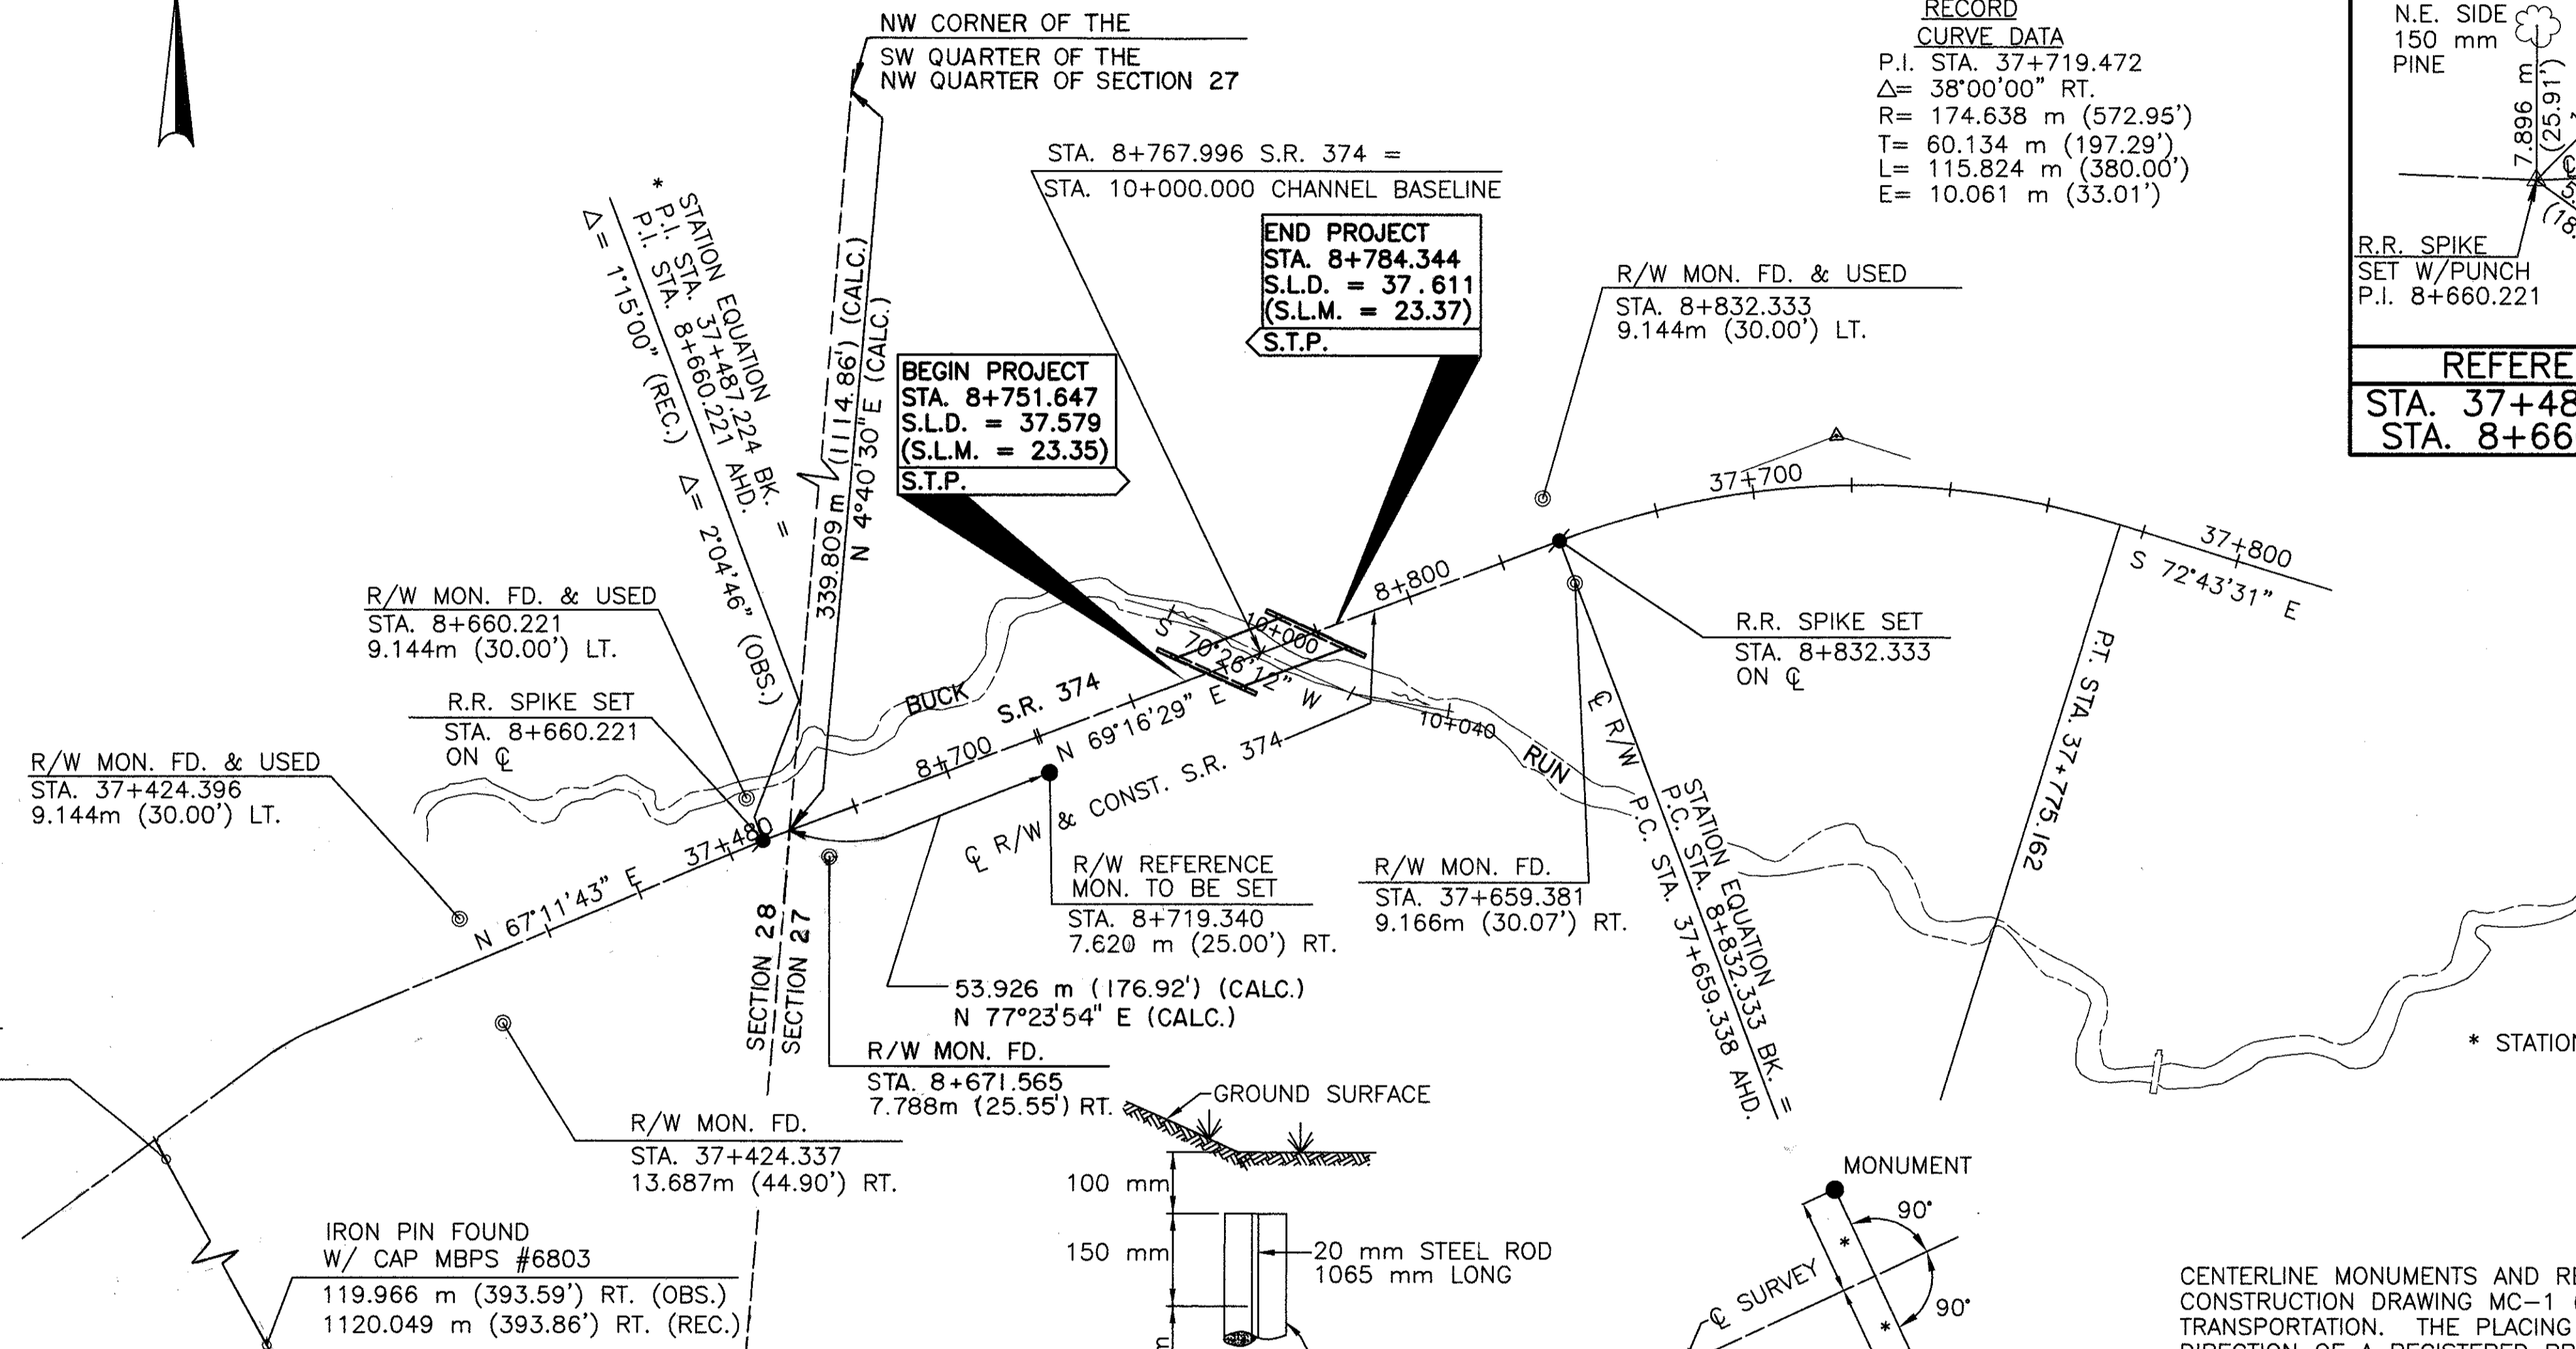 NW CORNER OF THE
SW QUARTER OF THE
NW QUARTER OF SECTION 27
RECORD
CURVE DATA
P.I. STA. 37+719.472
Δ= 38°00'00" RT.
R= 174.638 m (572.95')
T= 60.134 m (197.29')
L= 115.824 m (380.00')
E= 10.061 m (33.01')
N.E. SIDE
150 mm
PINE
7.896 m
(25.91')
R.R. SPIKE
SET W/PUNCH
P.I. 8+660.221
REFERE
STA. 37+48
STA. 8+66
STA. 8+767.996 S.R. 374 =
STA. 10+000.000 CHANNEL BASELINE
END PROJECT
STA. 8+784.344
S.L.D. = 37.611
(S.L.M. = 23.37)
S.T.P.
BEGIN PROJECT
STA. 8+751.647
S.L.D. = 37.579
(S.L.M. = 23.35)
S.T.P.
* STATION EQUATION
* P.I. STA. 37+487.224 BK. =
P.I. STA. 8+660.221 AHD.
Δ= 1°15'00" (REC.) Δ= 2°04'46" (OBS.)
339.809 m (1114.86') (CALC.)
N 4°40'30" E (CALC.)
R/W MON. FD. & USED
STA. 8+832.333
9.144m (30.00') LT.
R/W MON. FD. & USED
STA. 8+660.221
9.144m (30.00') LT.
R.R. SPIKE SET
STA. 8+660.221
ON ℄
R/W MON. FD. & USED
STA. 37+424.396
9.144m (30.00') LT.
37+700
37+800
S 72°43'31" E
8+800
R.R. SPIKE SET
STA. 8+832.333
ON ℄
10+000
S 70°26'12" W
10+040
BUCK
RUN
S.R. 374
8+700
N 69°16'29" E
℄ R/W & CONST. S.R. 374
37+480
N 67°11'43" E
P.T. STA. 37+775.162
℄ R/W
STATION EQUATION
P.C. STA. 8+832.333 BK. =
P.C. STA. 37+659.338 AHD.
R/W REFERENCE
MON. TO BE SET
STA. 8+719.340
7.620 m (25.00') RT.
R/W MON. FD.
STA. 37+659.381
9.166m (30.07') RT.
53.926 m (176.92') (CALC.)
N 77°23'54" E (CALC.)
SECTION 28
SECTION 27
R/W MON. FD.
STA. 8+671.565
7.788m (25.55') RT.
R/W MON. FD.
STA. 37+424.337
13.687m (44.90') RT.
IRON PIN FOUND
W/ CAP MBPS #6803
119.966 m (393.59') RT. (OBS.)
1120.049 m (393.86') RT. (REC.)
GROUND SURFACE
100 mm
150 mm
20 mm STEEL ROD
1065 mm LONG
MONUMENT
90°
90°
*
*
℄ SURVEY
* STATION
CENTERLINE MONUMENTS AND RE
CONSTRUCTION DRAWING MC-1
TRANSPORTATION. THE PLACING